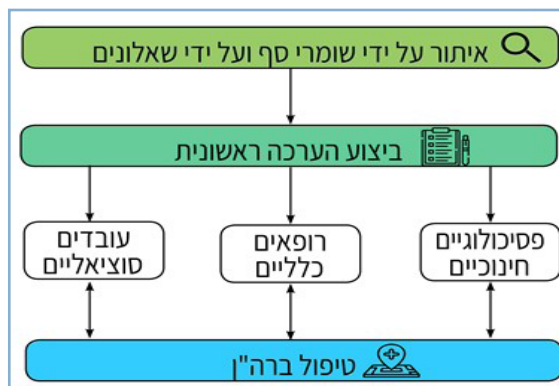 איתור על ידי שומרי סף ועל ידי שאלונים
ביצוע הערכה ראשונית
פסיכולוגיים
חינוכיים
רופאים
כלליים
עובדים
סוציאליים
טיפול ברה"ן